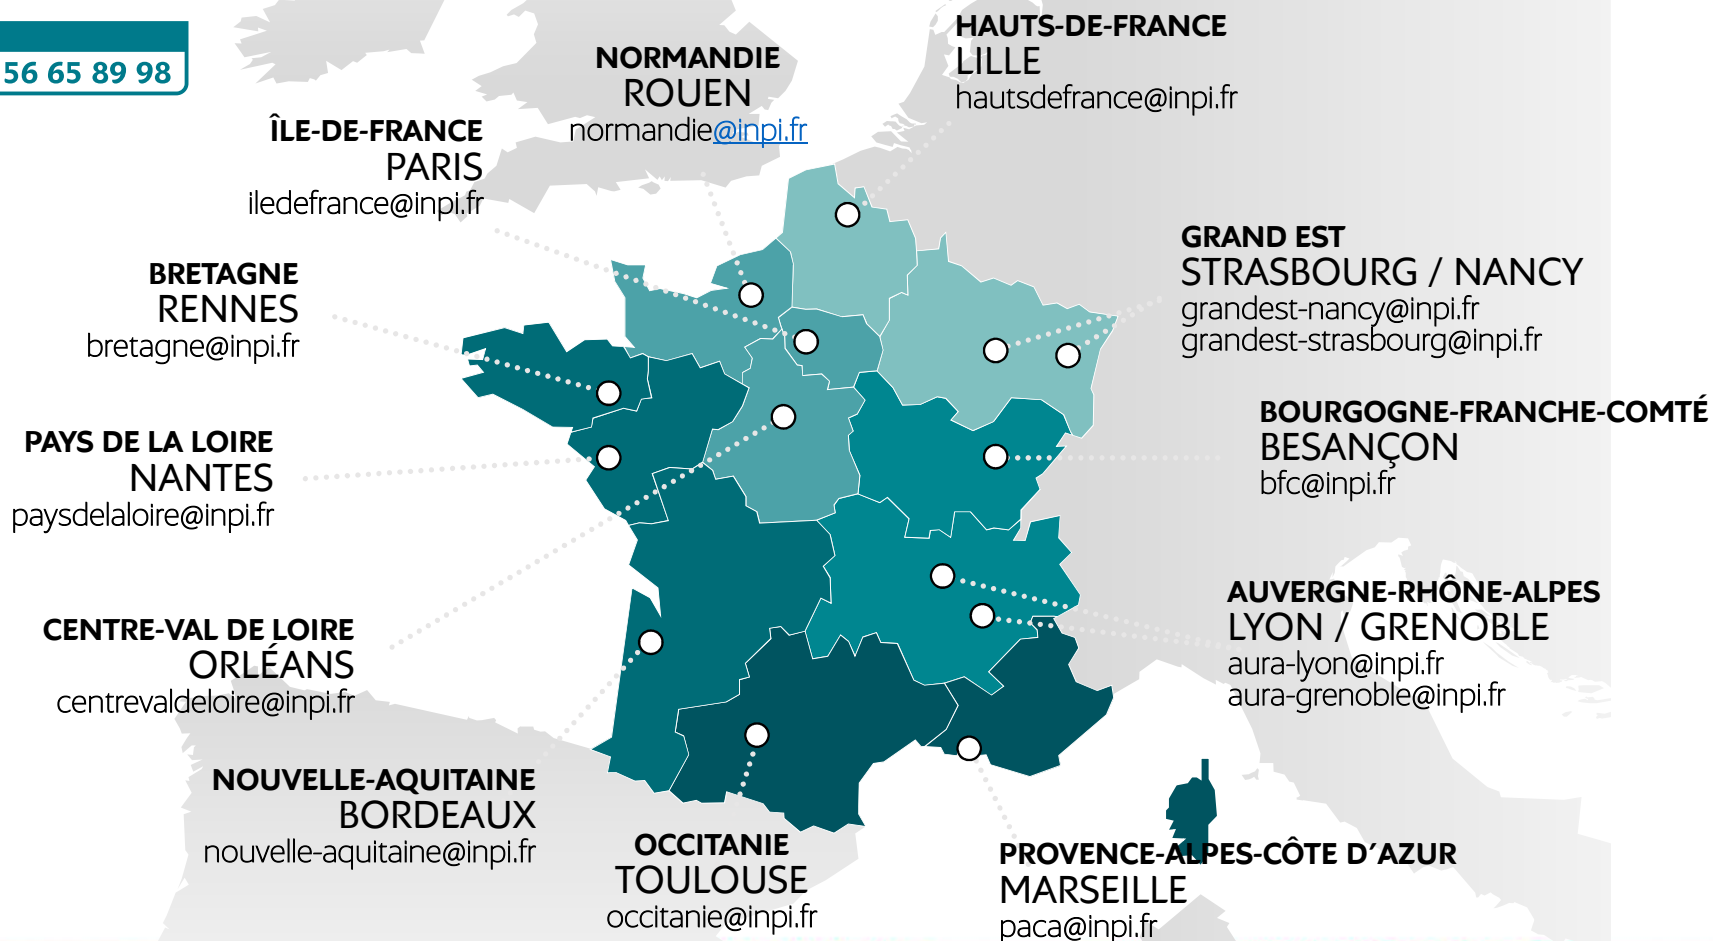 56 65 89 98
HAUTS-DE-FRANCE
LILLE
hautsdefrance@inpi.fr
NORMANDIE
ROUEN
normandie@inpi.fr
ÎLE-DE-FRANCE
PARIS
iledefrance@inpi.fr
GRAND EST
STRASBOURG / NANCY
grandest-nancy@inpi.fr
grandest-strasbourg@inpi.fr
BRETAGNE
RENNES
bretagne@inpi.fr
BOURGOGNE-FRANCHE-COMTÉ
BESANÇON
bfc@inpi.fr
PAYS DE LA LOIRE
NANTES
paysdelaloire@inpi.fr
AUVERGNE-RHÔNE-ALPES
LYON / GRENOBLE
aura-lyon@inpi.fr
aura-grenoble@inpi.fr
CENTRE-VAL DE LOIRE
ORLÉANS
centrevaldeloire@inpi.fr
NOUVELLE-AQUITAINE
BORDEAUX
nouvelle-aquitaine@inpi.fr
OCCITANIE
TOULOUSE
occitanie@inpi.fr
PROVENCE-ALPES-CÔTE D´AZUR
MARSEILLE
paca@inpi.fr